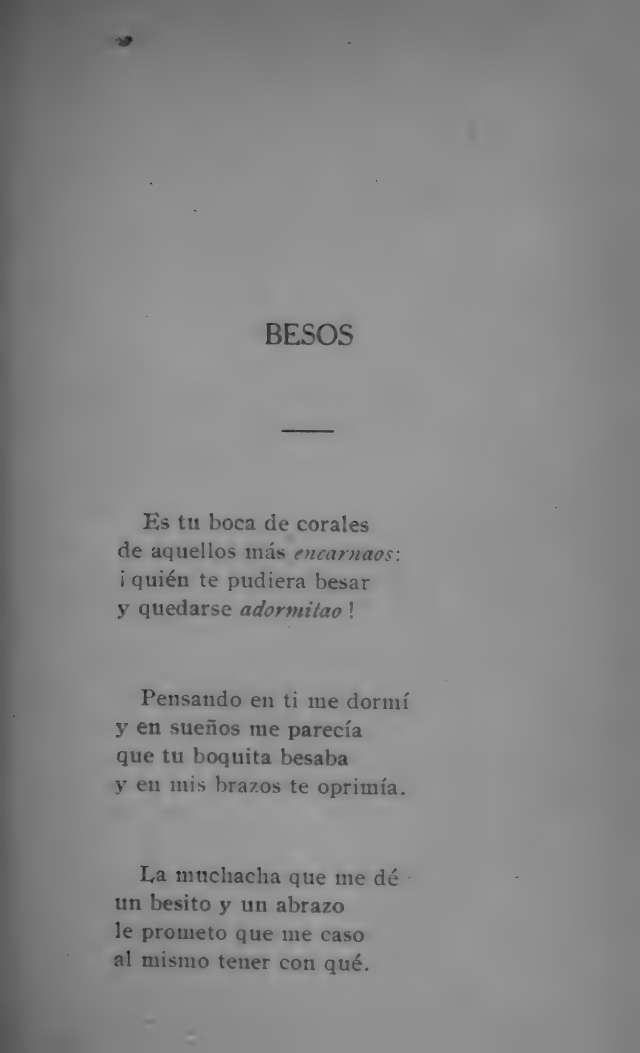 BESOS
Es tu boca de corales
de aquellos más encarnaos:
¡quién te pudiera besar
y quedarse adormitao!
Pensando en ti me dormí
y en sueños me parecía
que tu boquita besaba
y en mis brazos te oprimía.
La muchacha que me dé
un besito y un abrazo
le prometo que me caso
al mismo tener con qué.